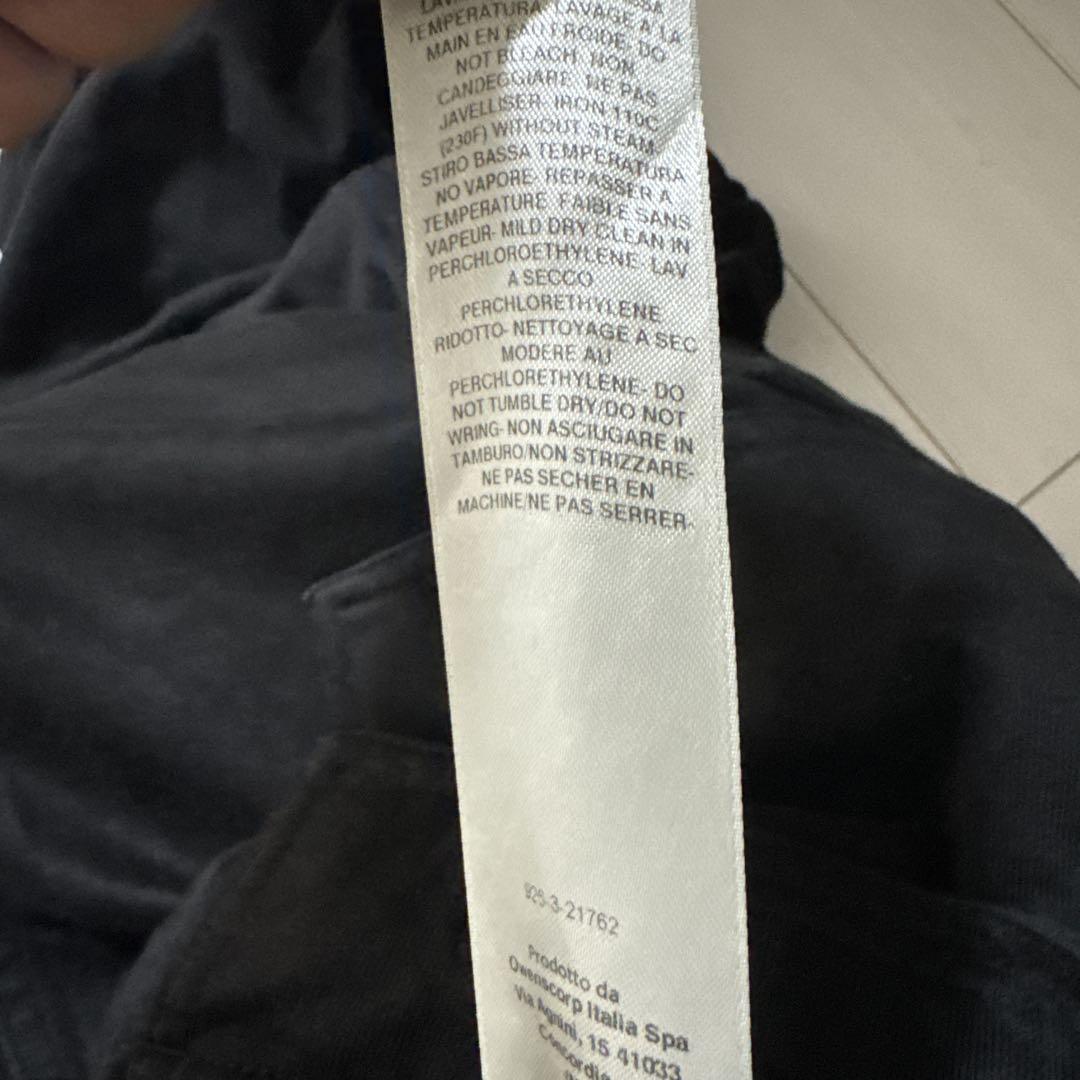 TEMPERATURA- LAVAGE A LA
MAIN EN EAU FROIDE- DO
NOT BLEACH- NON
CANDEGGIARE- NE PAS
JAVELLISER- IRON 110C
(230F) WITHOUT STEAM-
STIRO BASSA TEMPERATURA
NO VAPORE- REPASSER A
TEMPERATURE FAIBLE SANS
VAPEUR- MILD DRY CLEAN IN
PERCHLOROETHYLENE- LAV
A SECCO
PERCHLORETHYLENE
RIDOTTO- NETTOYAGE A SEC
MODERE AU
PERCHLORETHYLENE- DO
NOT TUMBLE DRY/DO NOT
WRING- NON ASCIUGARE IN
TAMBURO/NON STRIZZARE-
NE PAS SECHER EN
MACHINE/NE PAS SERRER-
925-3-21762
Prodotto da
Owenscorp Italia Spa
Via Agnini, 15 41033
Concordia